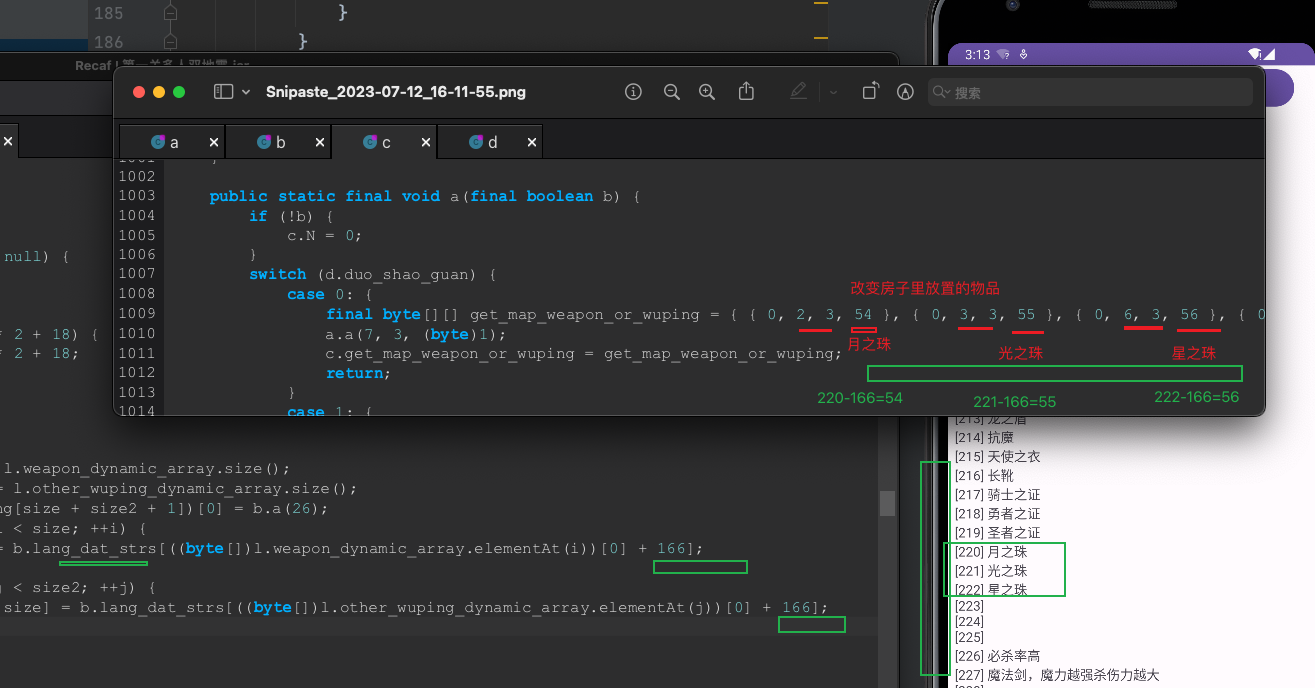 185
}
186
}
3:13
Recaf
Snipaste_2023-07-12_16-11-55.png
搜索
a
b
c
d
1002
1003 public static final void a(final boolean b) {
1004 if (!b) {
1005 c.N = 0;
1006 }
1007 switch (d.duo_shao_guan) {
1008 case 0: {
改变房子里放置的物品
1009 final byte[][] get_map_weapon_or_wuping = { { 0, 2, 3, 54 }, { 0, 3, 3, 55 }, { 0, 6, 3, 56 }, { 0
1010 a.a(7, 3, (byte)1);
月之珠
光之珠
星之珠
1011 c.get_map_weapon_or_wuping = get_map_weapon_or_wuping;
1012 return;
1013 }
220-166=54
221-166=55
222-166=56
1014 case 1: {
null) {
* 2 + 18) {
* 2 + 18;
l.weapon_dynamic_array.size();
= l.other_wuping_dynamic_array.size();
ng[size + size2 + 1])[0] = b.a(26);
< size; ++i) {
= b.lang_dat_strs[((byte[])l.weapon_dynamic_array.elementAt(i))[0] + 166];
< size2; ++j) {
size] = b.lang_dat_strs[((byte[])l.other_wuping_dynamic_array.elementAt(j))[0] + 166];
[213] 龙之盾
[214] 抗魔
[215] 天使之衣
[216] 长靴
[217] 骑士之证
[218] 勇者之证
[219] 圣者之证
[220] 月之珠
[221] 光之珠
[222] 星之珠
[223]
[224]
[225]
[226] 必杀率高
[227] 魔法剑，魔力越强杀伤力越大